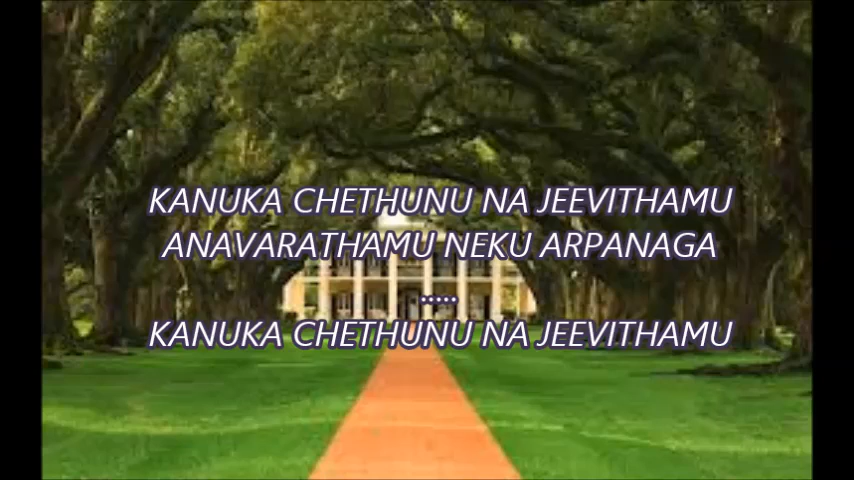 KANUKA CHETHUNU NA JEEVITHAMU
ANAVARATHAMU NEKU ARPANAGA
.....
KANUKA CHETHUNU NA JEEVITHAMU